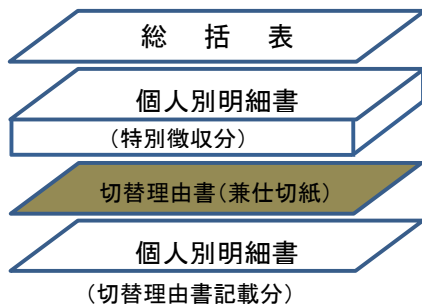 総 括 表
個人別明細書
（特別徴収分）
切替理由書（兼仕切紙）
個人別明細書
（切替理由書記載分）